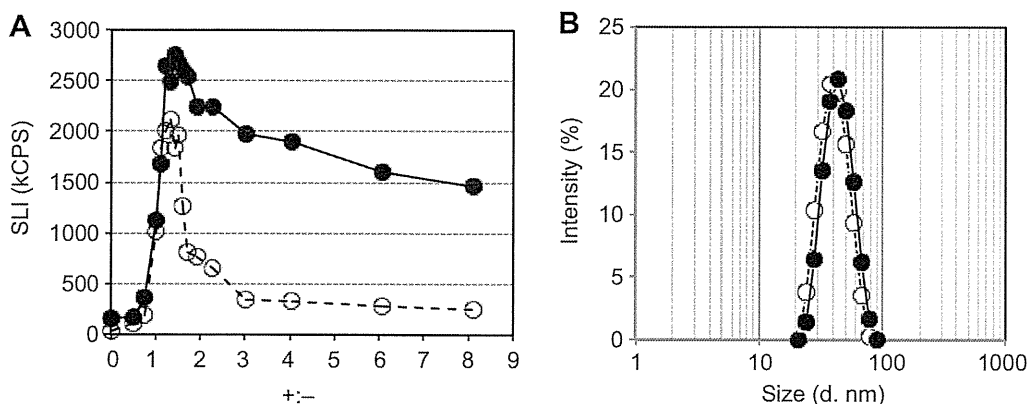 A
SLI (kCPS)
3000
2500
2000
1500
1000
500
0
0 1 2 3 4 5 6 7 8 9
+:–
B
Intensity (%)
25
20
15
10
5
0
1 10 100 1000
Size (d. nm)